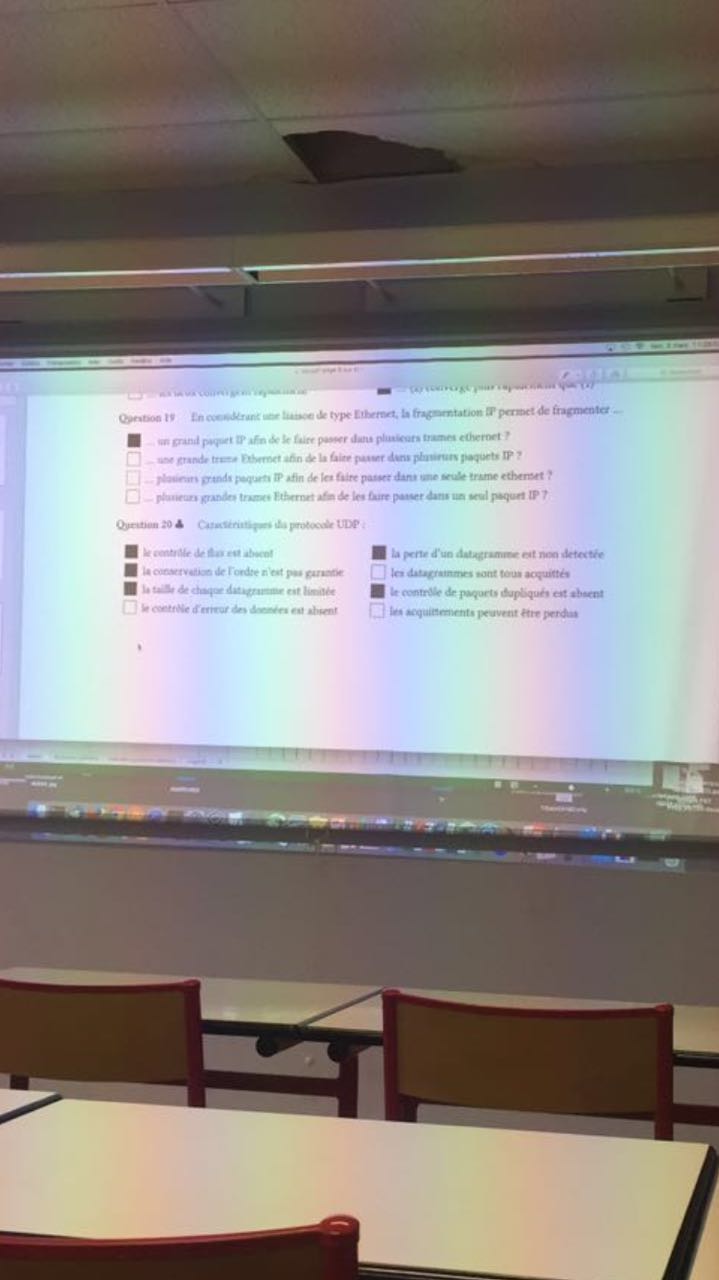 ... (2) converge plus rapidement que (1)
Question 19 En considérant une liaison de type Ethernet, la fragmentation IP permet de fragmenter ...
... un grand paquet IP afin de le faire passer dans plusieurs trames ethernet ?
... une grande trame Ethernet afin de la faire passer dans plusieurs paquets IP ?
... plusieurs grands paquets IP afin de les faire passer dans une seule trame ethernet ?
... plusieurs grandes trames Ethernet afin de les faire passer dans un seul paquet IP ?
Question 20 ♣ Caractéristiques du protocole UDP :
le contrôle de flux est absent
la conservation de l'ordre n'est pas garantie
la taille de chaque datagramme est limitée
le contrôle d'erreur des données est absent
la perte d'un datagramme est non detectée
les datagrammes sont tous acquittés
le contrôle de paquets dupliqués est absent
les acquittements peuvent être perdus